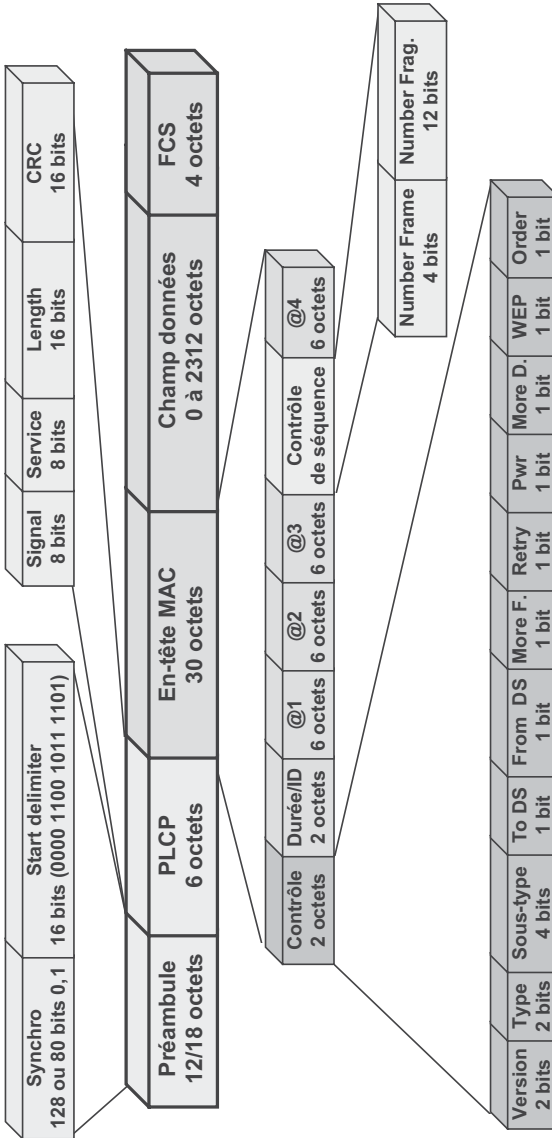 Synchro
128 ou 80 bits 0,1
Start delimiter
16 bits (0000 1100 1011 1101)
Signal
8 bits
Service
8 bits
Length
16 bits
CRC
16 bits
Préambule
12/18 octets
PLCP
6 octets
En-tête MAC
30 octets
Champ données
0 à 2312 octets
FCS
4 octets
Contrôle
2 octets
Durée/ID
2 octets
@1
6 octets
@2
6 octets
@3
6 octets
Contrôle
de séquence
@4
6 octets
Number Frame
4 bits
Number Frag.
12 bits
Version
2 bits
Type
2 bits
Sous-type
4 bits
To DS
1 bit
From DS
1 bit
More F.
1 bit
Retry
1 bit
Pwr
1 bit
More D.
1 bit
WEP
1 bit
Order
1 bit